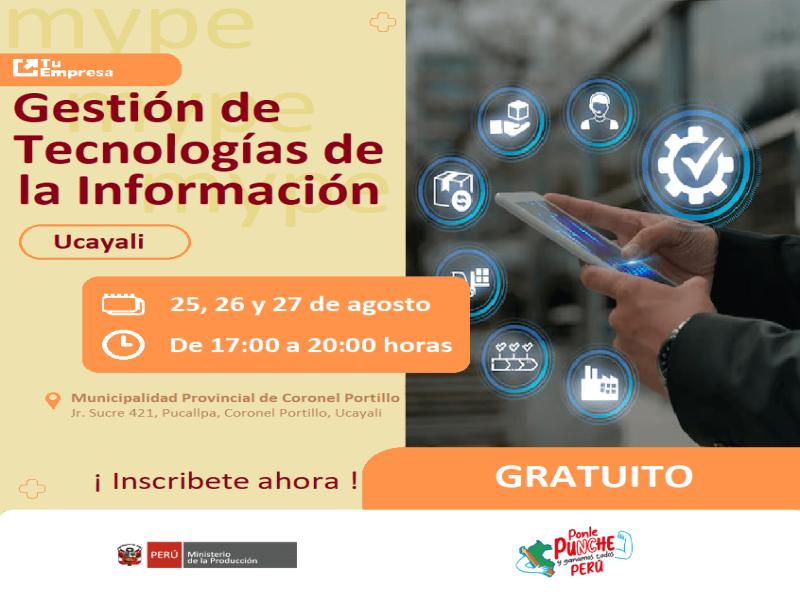 mype
Tu
Empresa
mype
Gestión de
Tecnologías de
la Información
mype
Ucayali
25, 26 y 27 de agosto
De 17:00 a 20:00 horas
Municipalidad Provincial de Coronel Portillo
Jr. Sucre 421, Pucallpa, Coronel Portillo, Ucayali
¡ Inscribete ahora !
GRATUITO
PERÚ
Ministerio
de la Producción
Ponle
PUNCHE
y ganamos todos
PERÚ